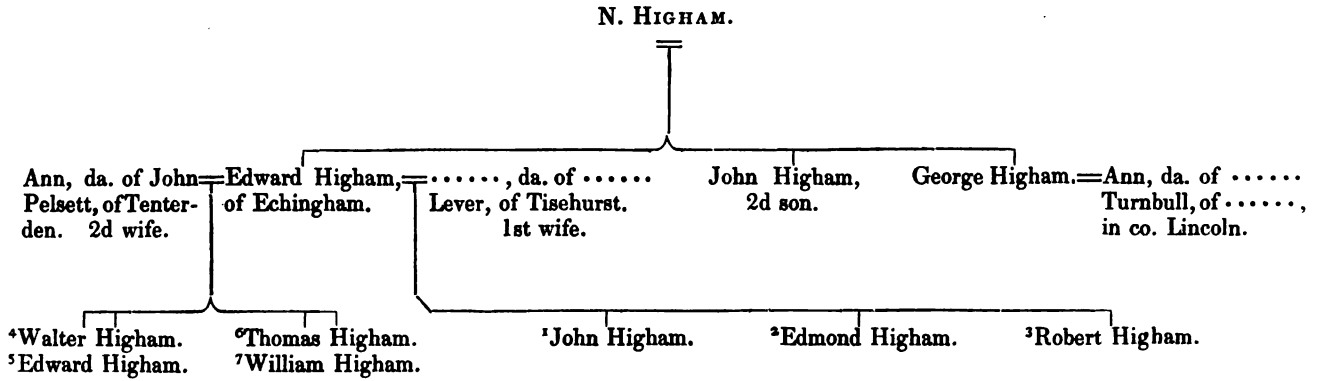 N. HIGHAM.
Ann, da. of John
Pelsett, of Tenter-
den. 2d wife.
Edward Higham,
of Echingham.
······, da. of ······
Lever, of Tisehurst.
1st wife.
John Higham,
2d son.
George Higham.
Ann, da. of ······
Turnbull, of ······,
in co. Lincoln.
⁴Walter Higham.
⁵Edward Higham.
⁶Thomas Higham.
⁷William Higham.
¹John Higham.
²Edmond Higham.
³Robert Higham.